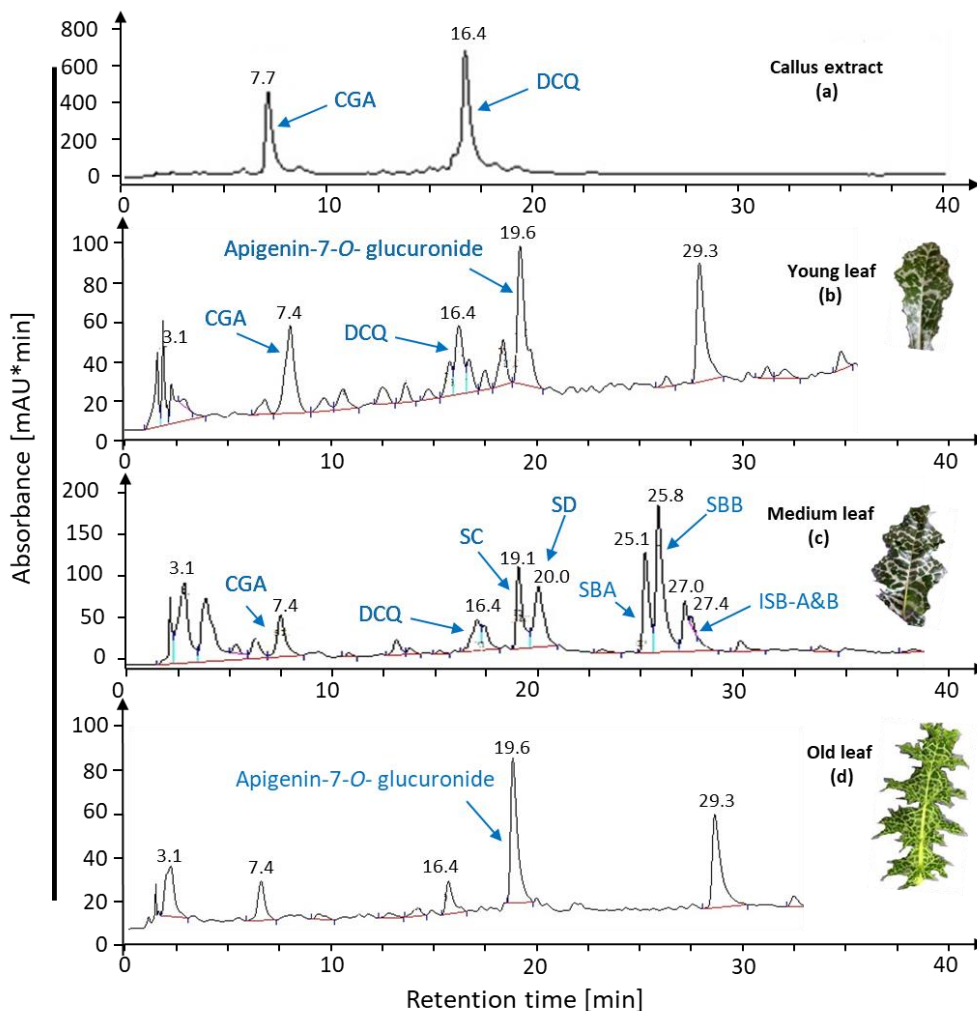 Absorbance [mAU*min]
800
600
400
200
0
7.7
CGA
16.4
DCQ
Callus extract
(a)
0
10
20
30
40
100
80
60
40
20
0
3.1
CGA
7.4
DCQ
16.4
Apigenin-7-O- glucuronide
19.6
29.3
Young leaf
(b)
0
10
20
30
40
200
150
100
50
0
3.1
CGA
7.4
DCQ
16.4
SC
19.1
SD
20.0
SBA
25.1
25.8
SBB
27.0
27.4
ISB-A&B
Medium leaf
(c)
0
10
20
30
40
100
80
60
40
20
0
3.1
7.4
16.4
Apigenin-7-O- glucuronide
19.6
29.3
Old leaf
(d)
0
10
20
30
40
Retention time [min]